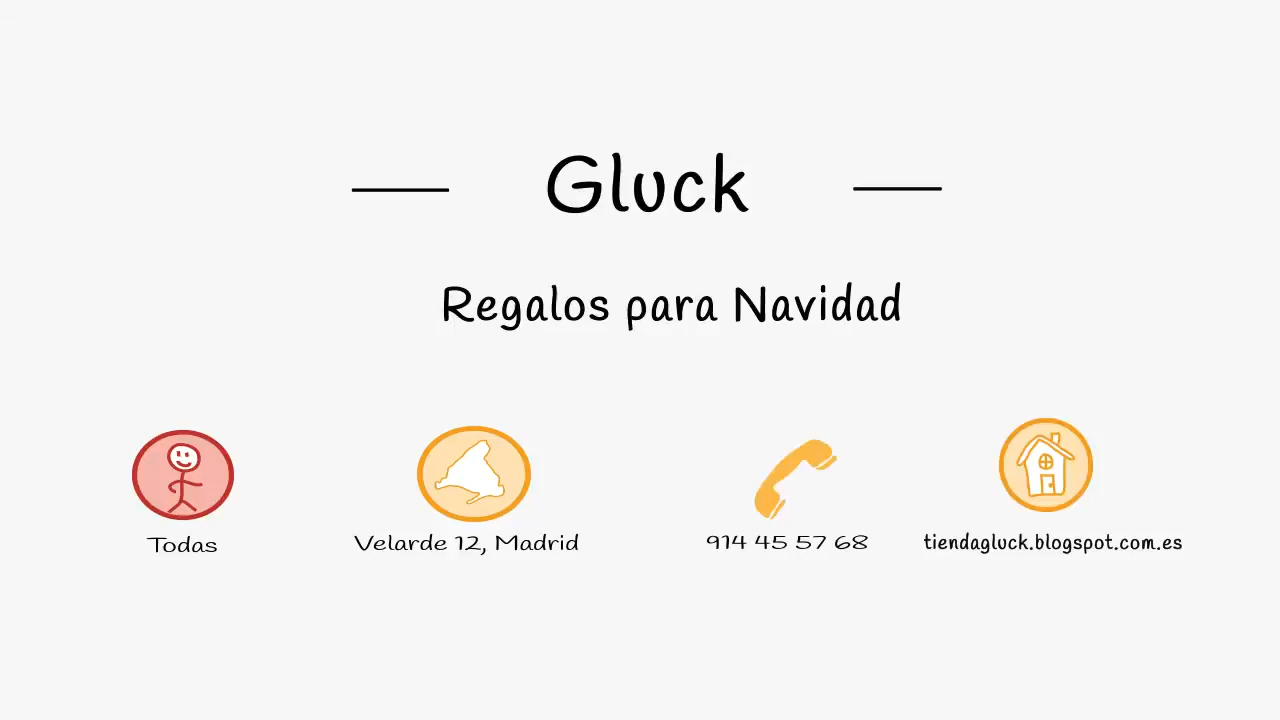 Gluck
Regalos para Navidad
Todas
Velarde 12, Madrid
914 45 57 68
tiendagluck.blogspot.com.es